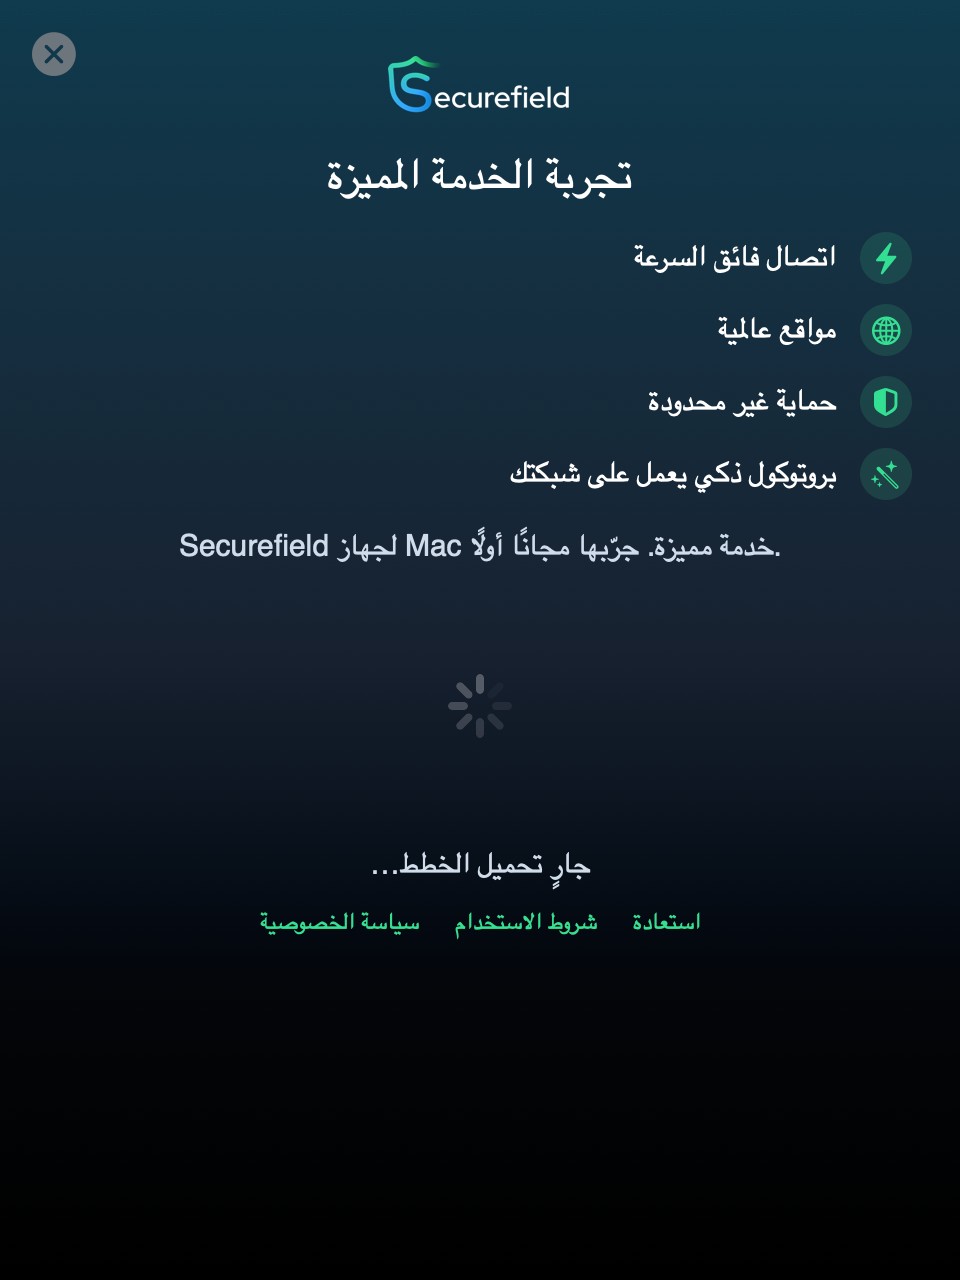 Securefield
تجربة الخدمة المميزة
اتصال فائق السرعة
مواقع عالمية
حماية غير محدودة
بروتوكول ذكي يعمل على شبكتك
Securefield لجهاز Mac خدمة مميزة. جرّبها مجانًا أولًا.
جارٍ تحميل الخطط...
استعادة شروط الاستخدام سياسة الخصوصية